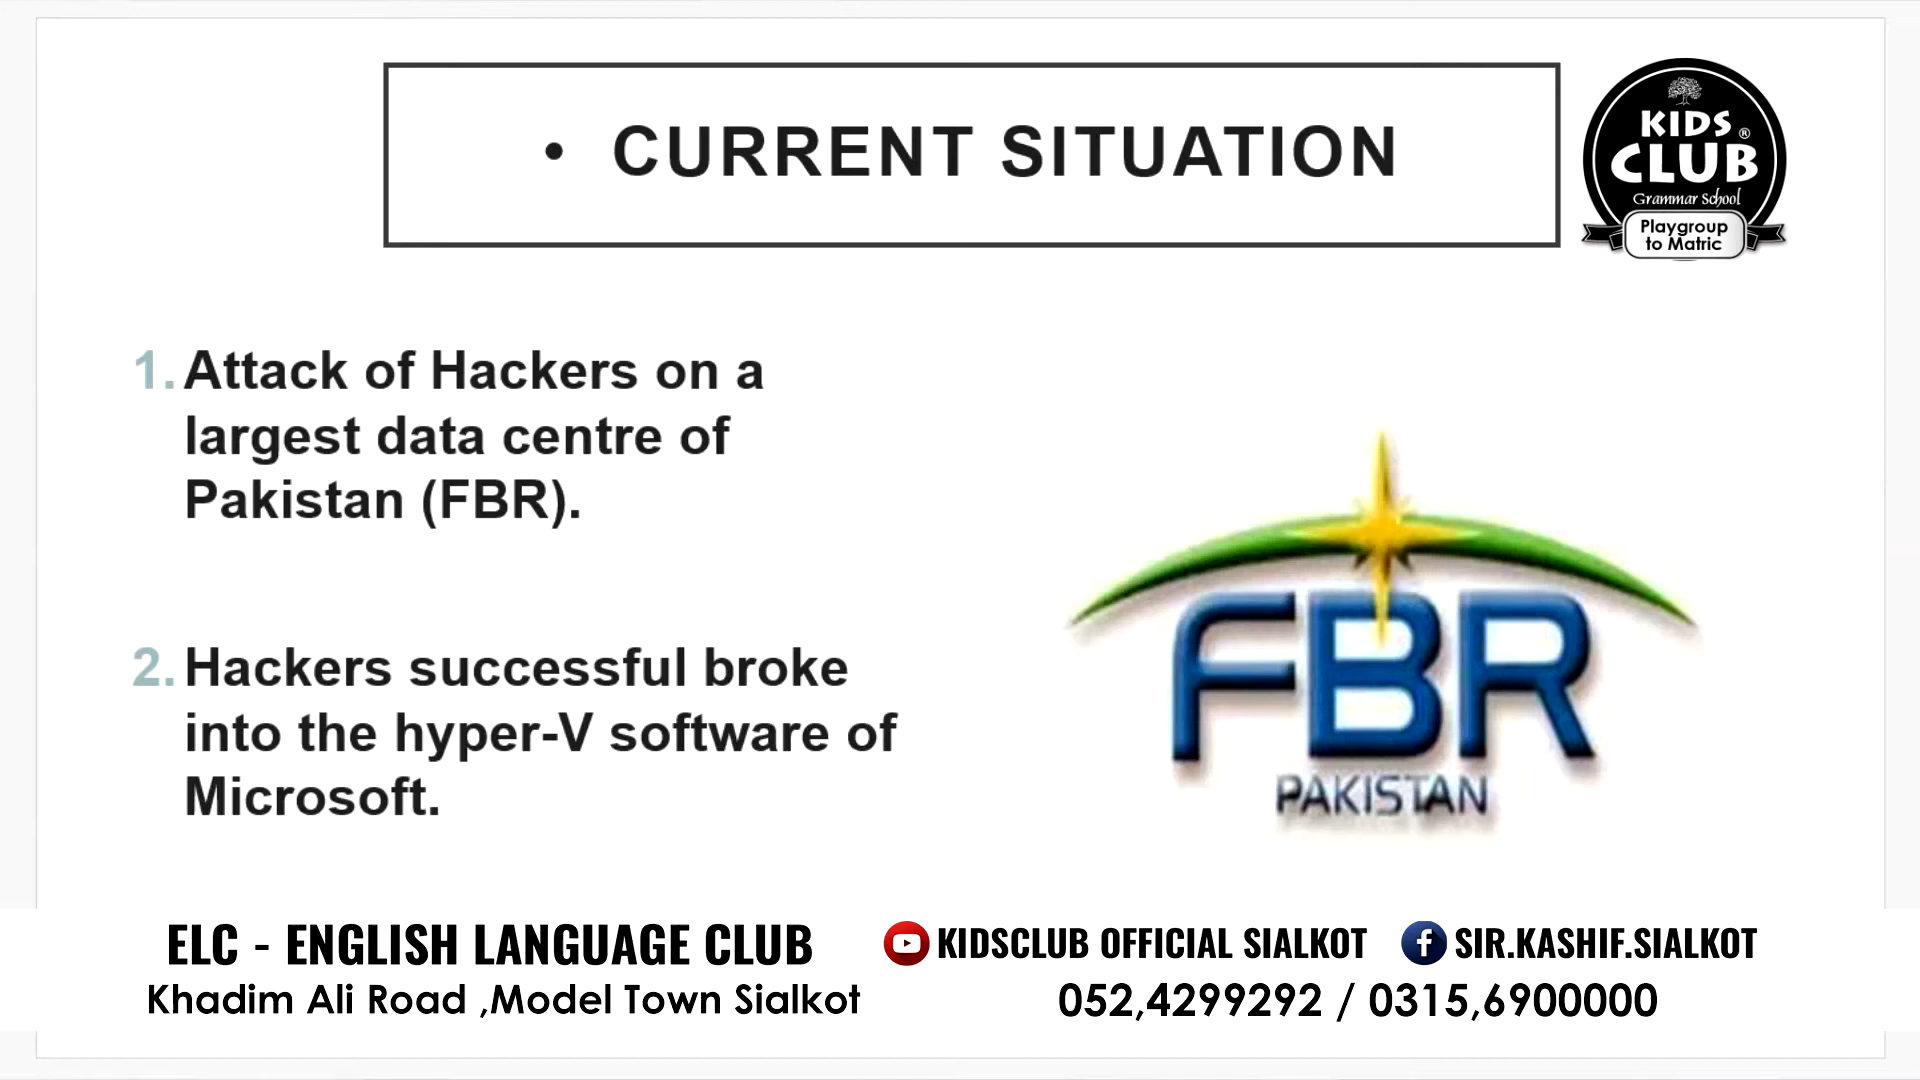 • CURRENT SITUATION
KIDS ®
CLUB
Grammar School
Playgroup
to Matric
1. Attack of Hackers on a
largest data centre of
Pakistan (FBR).
2. Hackers successful broke
into the hyper-V software of
Microsoft.
FBR
PAKISTAN
ELC - ENGLISH LANGUAGE CLUB
Khadim Ali Road ,Model Town Sialkot
KIDSCLUB OFFICIAL SIALKOT
SIR.KASHIF.SIALKOT
052,4299292 / 0315,6900000